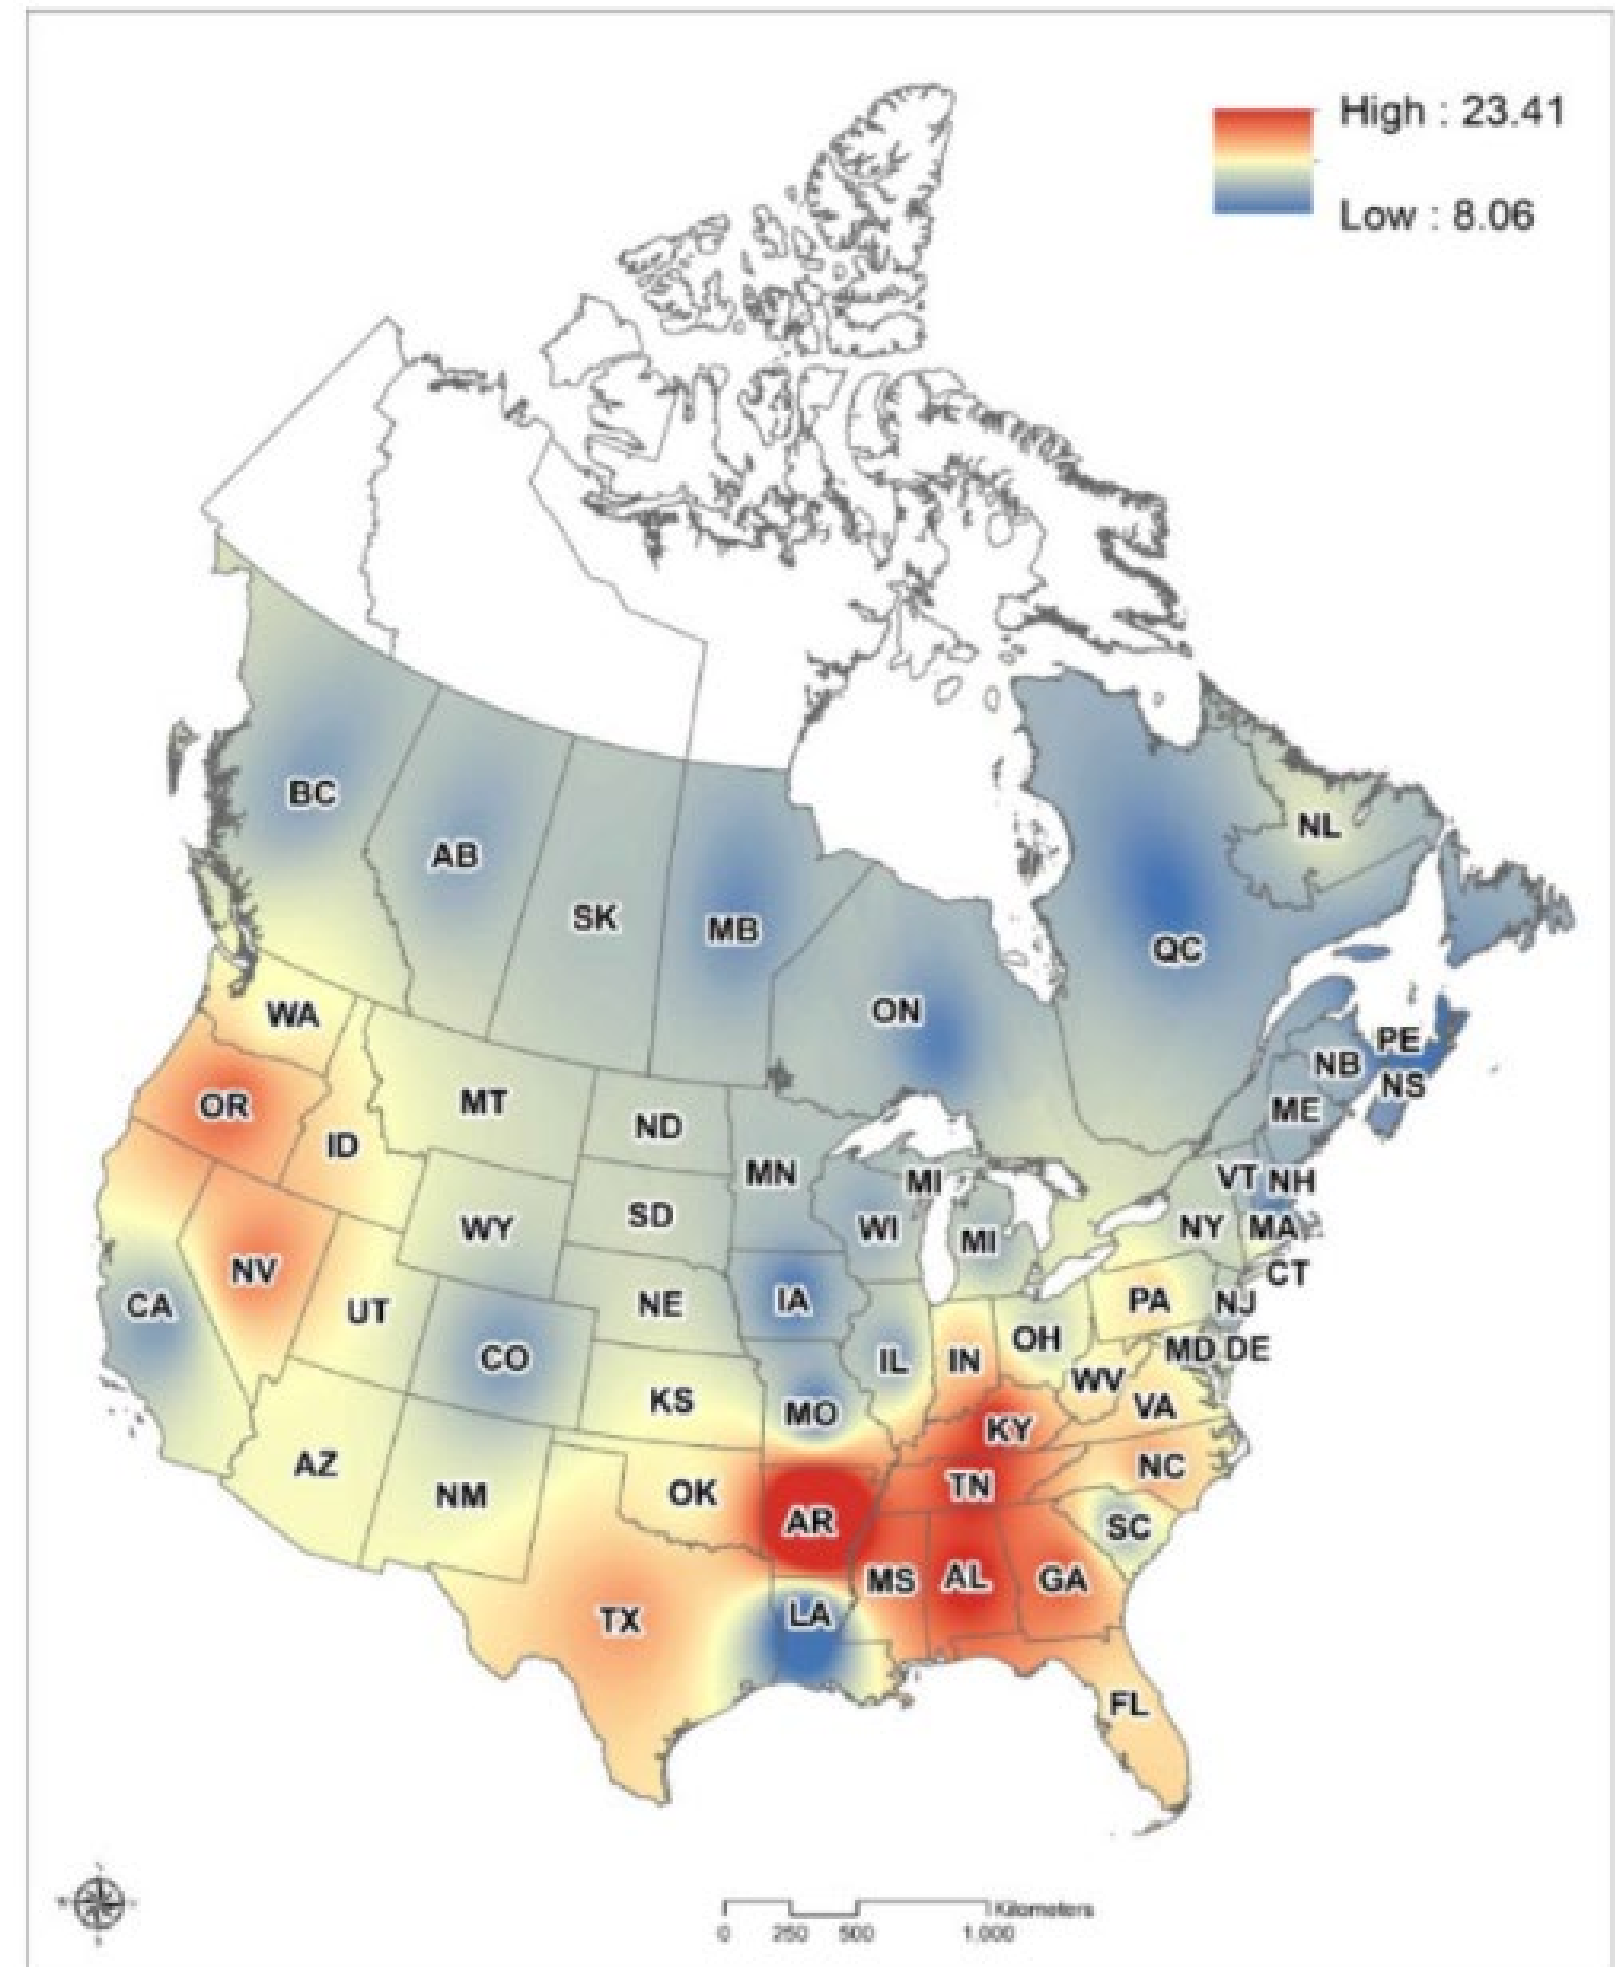 High : 23.41
Low : 8.06
BC
AB
SK
MB
ON
QC
NL
PE
NB
NS
ME
WA
OR
ID
MT
ND
MN
MI
VT NH
WY
SD
WI
MI
NY
MA
NV
CT
CA
UT
NE
IA
PA
NJ
CO
IL
IN
OH
MD DE
WV
KS
MO
VA
KY
AZ
NM
OK
TN
NC
AR
SC
TX
LA
MS
AL
GA
FL
Kilometers
0 250 500 1.000